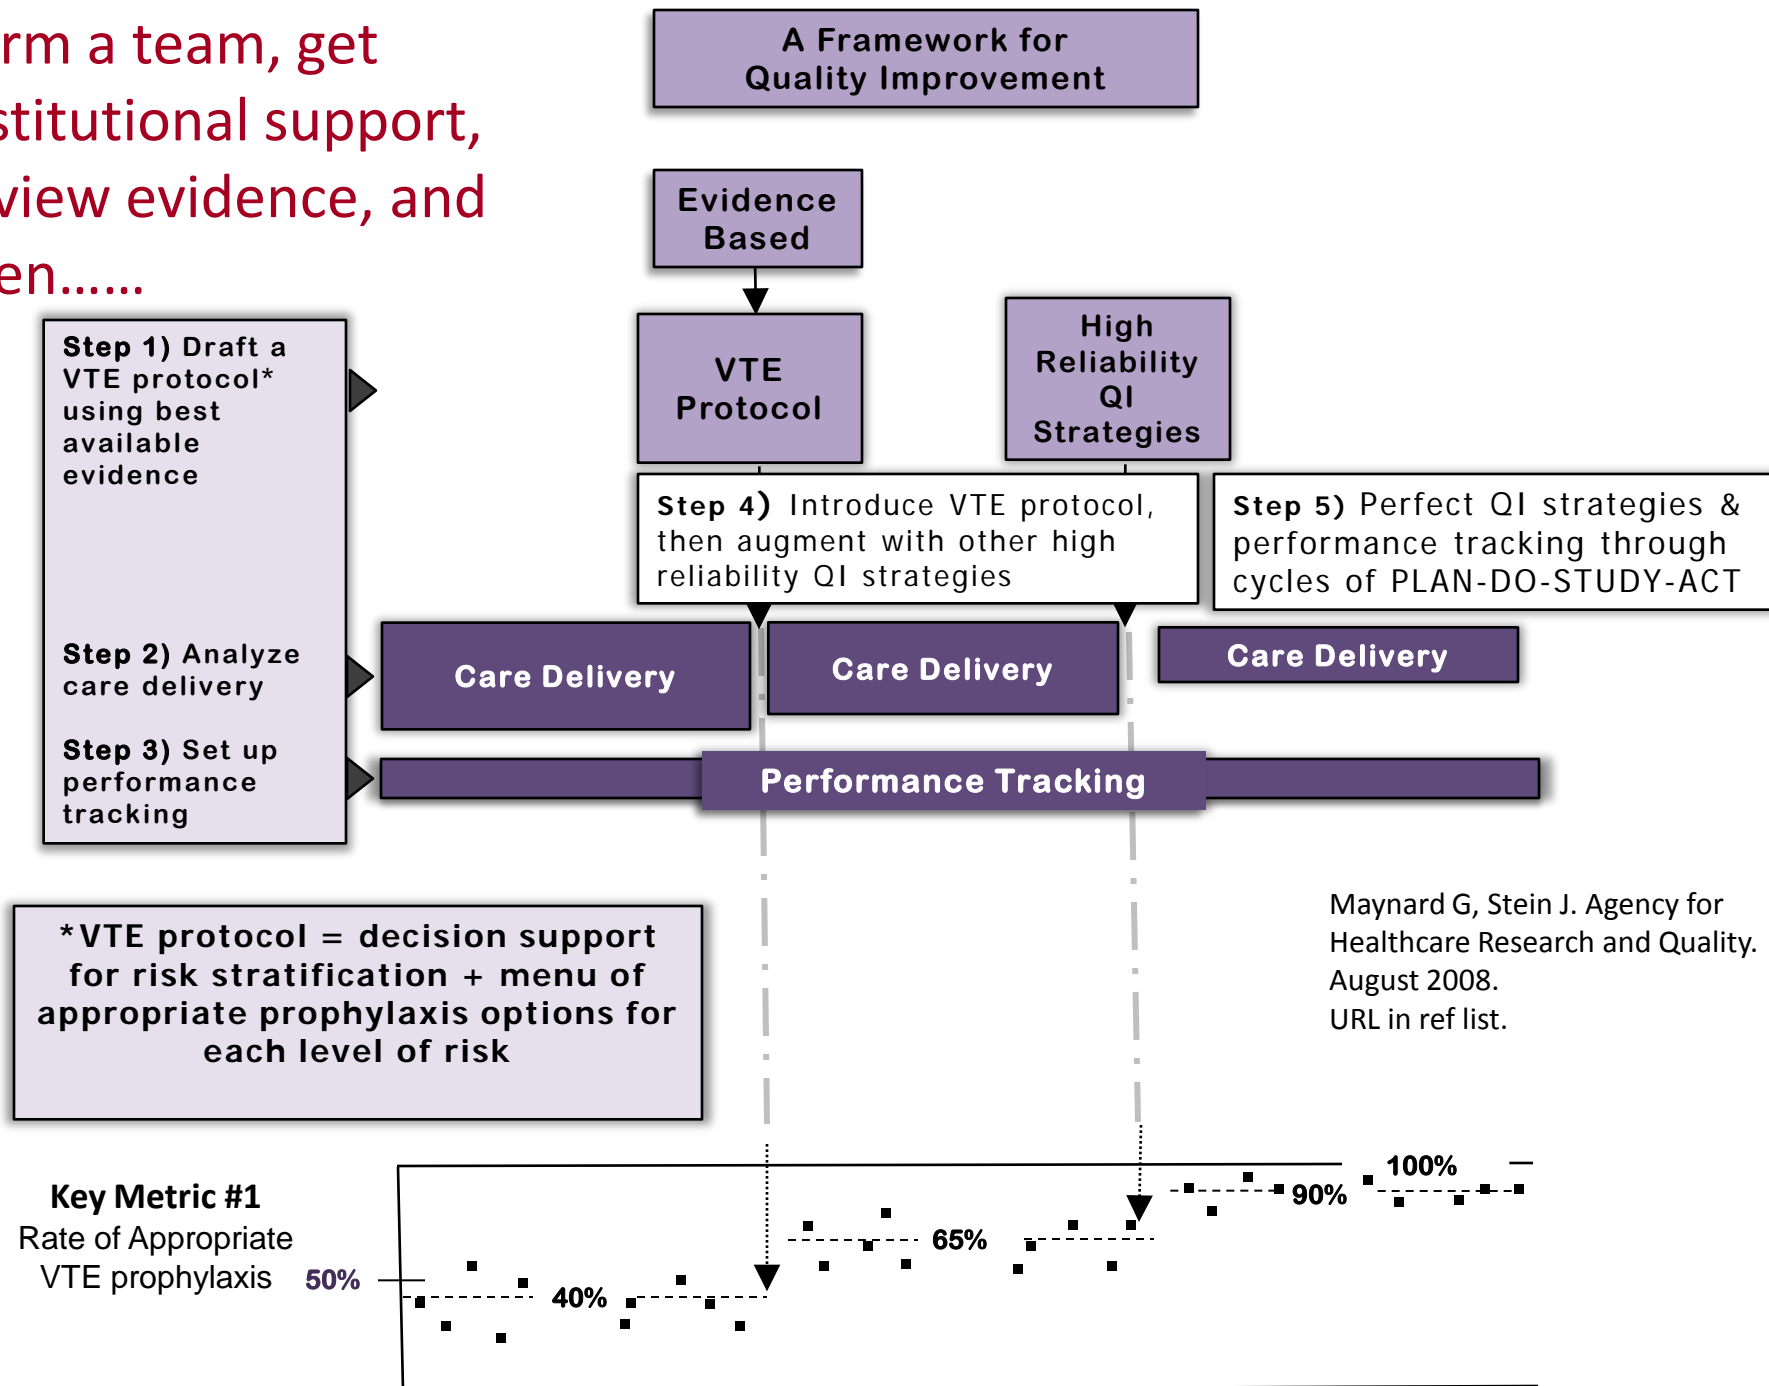 rm a team, get
stitutional support,
view evidence, and
en......
A Framework for
Quality Improvement
Evidence
Based
VTE
Protocol
High
Reliability
QI
Strategies
Step 1) Draft a
VTE protocol*
using best
available
evidence
Step 2) Analyze
care delivery
Step 3) Set up
performance
tracking
Step 4) Introduce VTE protocol,
then augment with other high
reliability QI strategies
Step 5) Perfect QI strategies &
performance tracking through
cycles of PLAN-DO-STUDY-ACT
Care Delivery
Care Delivery
Care Delivery
Performance Tracking
*VTE protocol = decision support
for risk stratification + menu of
appropriate prophylaxis options for
each level of risk
Maynard G, Stein J. Agency for
Healthcare Research and Quality.
August 2008.
URL in ref list.
Key Metric #1
Rate of Appropriate
VTE prophylaxis
50%
40%
65%
90%
100%